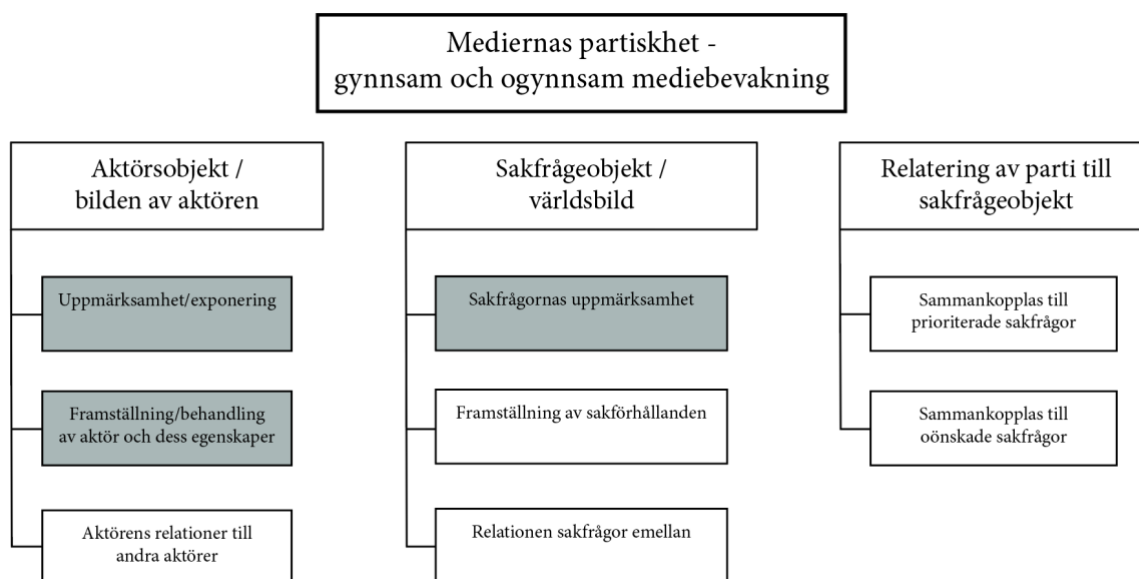 Mediernas partiskhet -
gynnsam och ogynnsam mediebevakning
Aktörsobjekt /
bilden av aktören
Uppmärksamhet/exponering
Framställning/behandling
av aktör och dess egenskaper
Aktörens relationer till
andra aktörer
Sakfrågeobjekt /
världsbild
Sakfrågornas uppmärksamhet
Framställning av sakförhållanden
Relationen sakfrågor emellan
Relatering av parti till
sakfrågeobjekt
Sammankopplas till
prioriterade sakfrågor
Sammankopplas till
oönskade sakfrågor